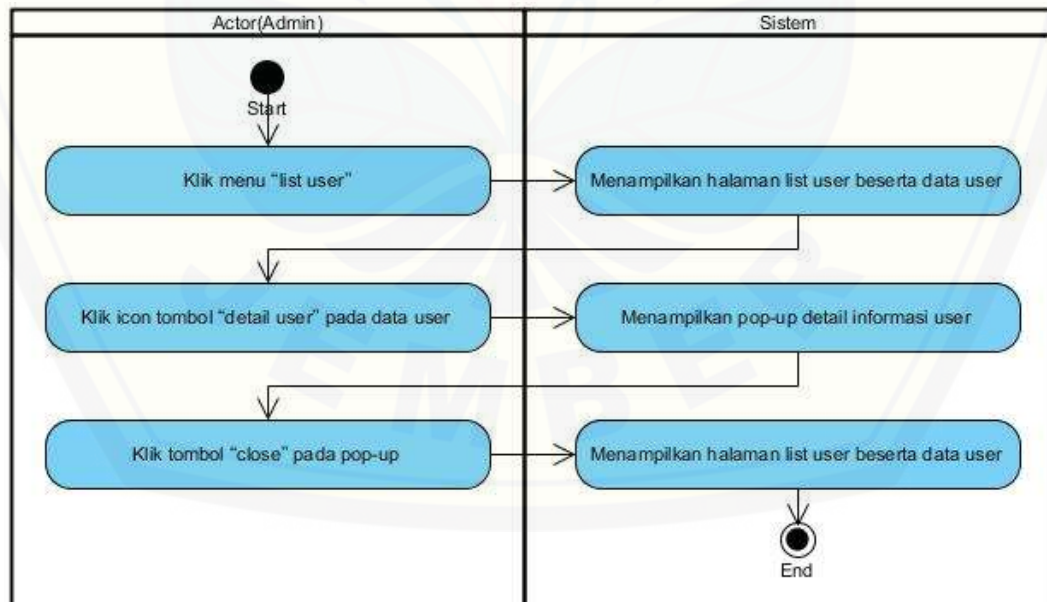 Actor(Admin)
Sistem
Start
Klik menu “list user”
Menampilkan halaman list user beserta data user
Klik icon tombol “detail user” pada data user
Menampilkan pop-up detail informasi user
Klik tombol “close” pada pop-up
Menampilkan halaman list user beserta data user
End
JEMBER